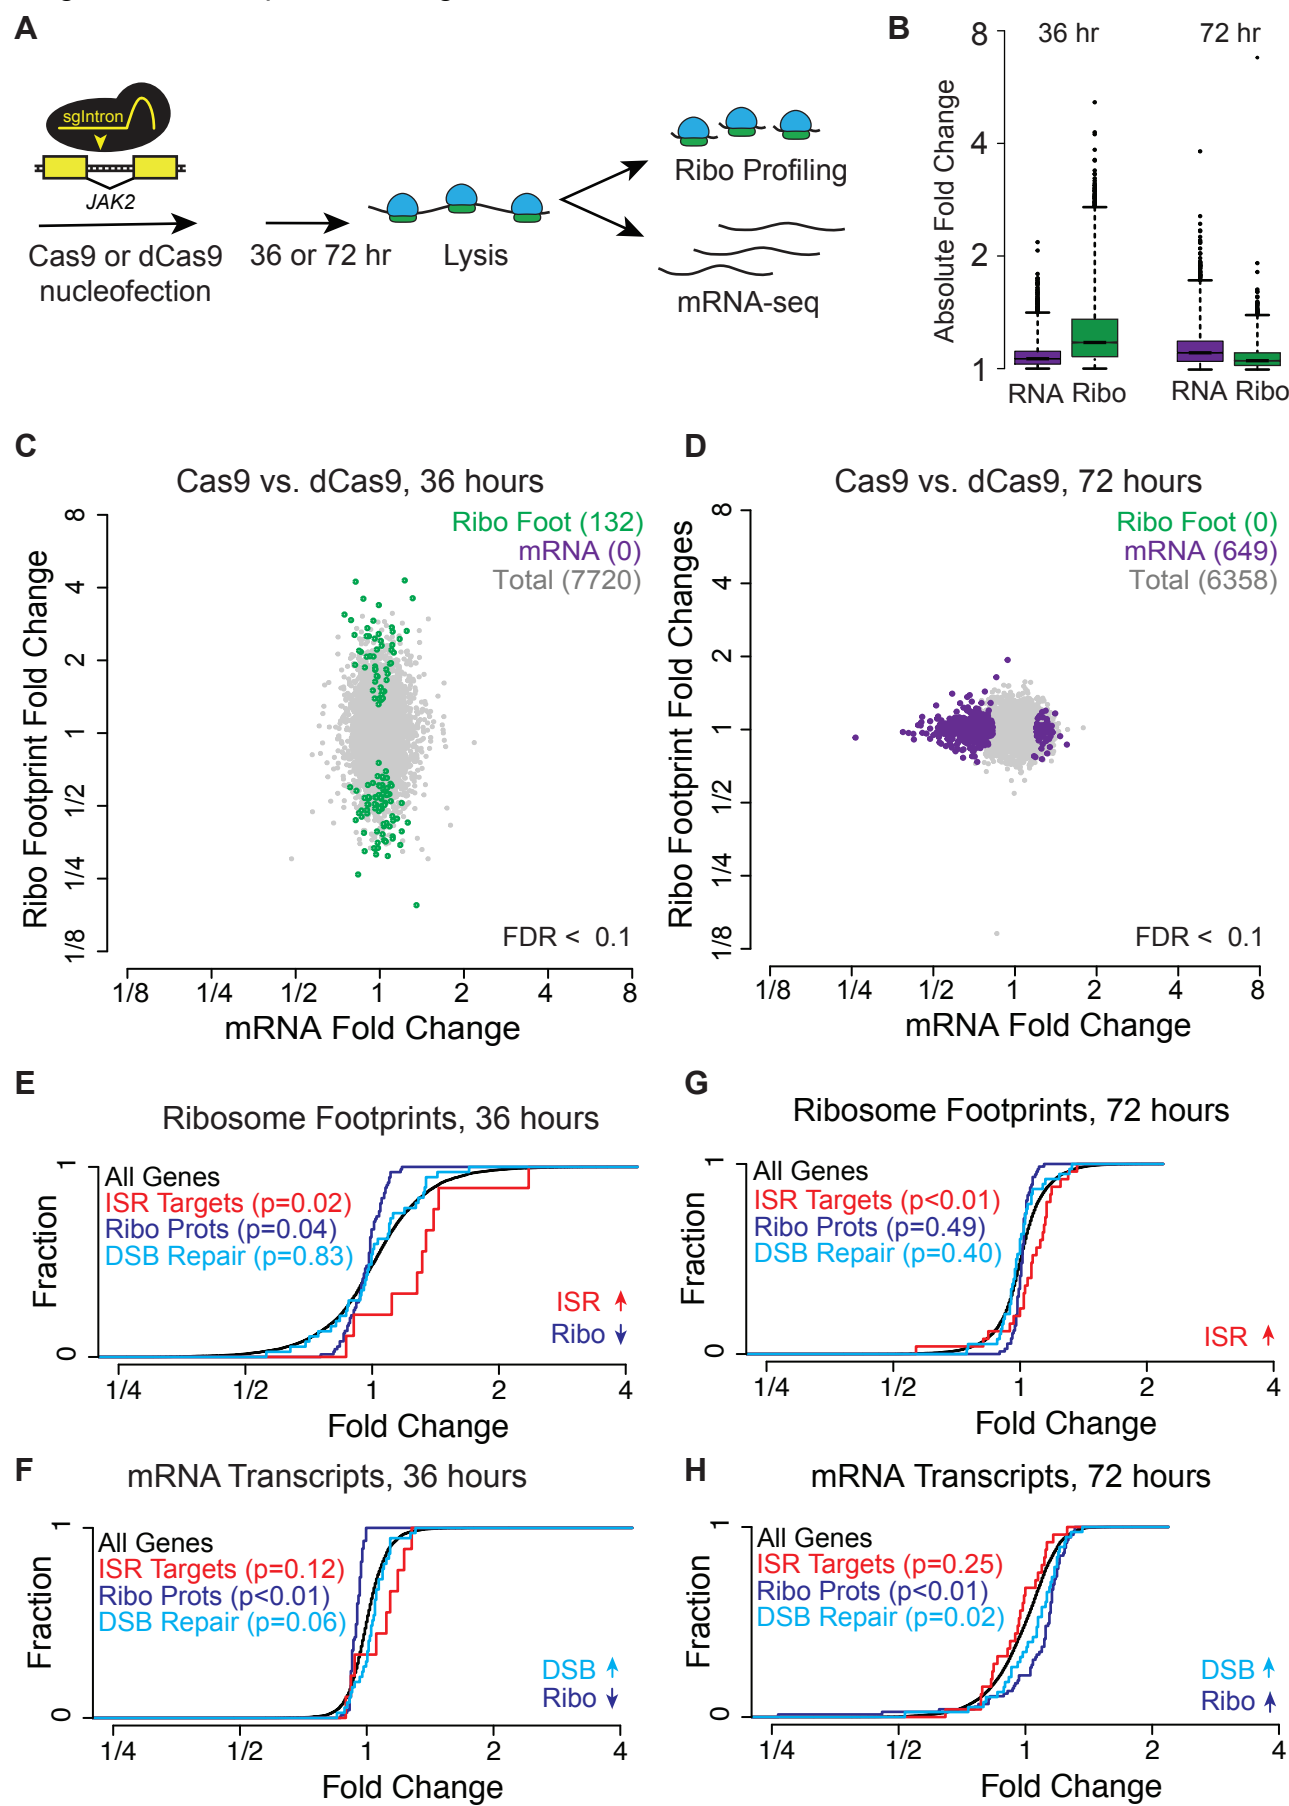 A
sgIntron
JAK2
Cas9 or dCas9
nucleofection
36 or 72 hr
Lysis
Ribo Profiling
mRNA-seq
B
36 hr
72 hr
Absolute Fold Change
8
4
2
1
RNA Ribo
RNA Ribo
C
Cas9 vs. dCas9, 36 hours
Ribo Foot (132)
mRNA (0)
Total (7720)
Ribo Footprint Fold Change
8
4
2
1
1/2
1/4
1/8
FDR < 0.1
1/8 1/4 1/2 1 2 4 8
mRNA Fold Change
D
Cas9 vs. dCas9, 72 hours
Ribo Foot (0)
mRNA (649)
Total (6358)
Ribo Footprint Fold Changes
8
4
2
1
1/2
1/4
1/8
FDR < 0.1
1/8 1/4 1/2 1 2 4 8
mRNA Fold Change
E
Ribosome Footprints, 36 hours
All Genes
ISR Targets (p=0.02)
Ribo Prots (p=0.04)
DSB Repair (p=0.83)
Fraction
1
0
ISR
Ribo
1/4 1/2 1 2 4
Fold Change
G
Ribosome Footprints, 72 hours
All Genes
ISR Targets (p<0.01)
Ribo Prots (p=0.49)
DSB Repair (p=0.40)
Fraction
1
0
ISR
1/4 1/2 1 2 4
Fold Change
F
mRNA Transcripts, 36 hours
All Genes
ISR Targets (p=0.12)
Ribo Prots (p<0.01)
DSB Repair (p=0.06)
Fraction
1
0
DSB
Ribo
1/4 1/2 1 2 4
Fold Change
H
mRNA Transcripts, 72 hours
All Genes
ISR Targets (p=0.25)
Ribo Prots (p<0.01)
DSB Repair (p=0.02)
Fraction
1
0
DSB
Ribo
1/4 1/2 1 2 4
Fold Change